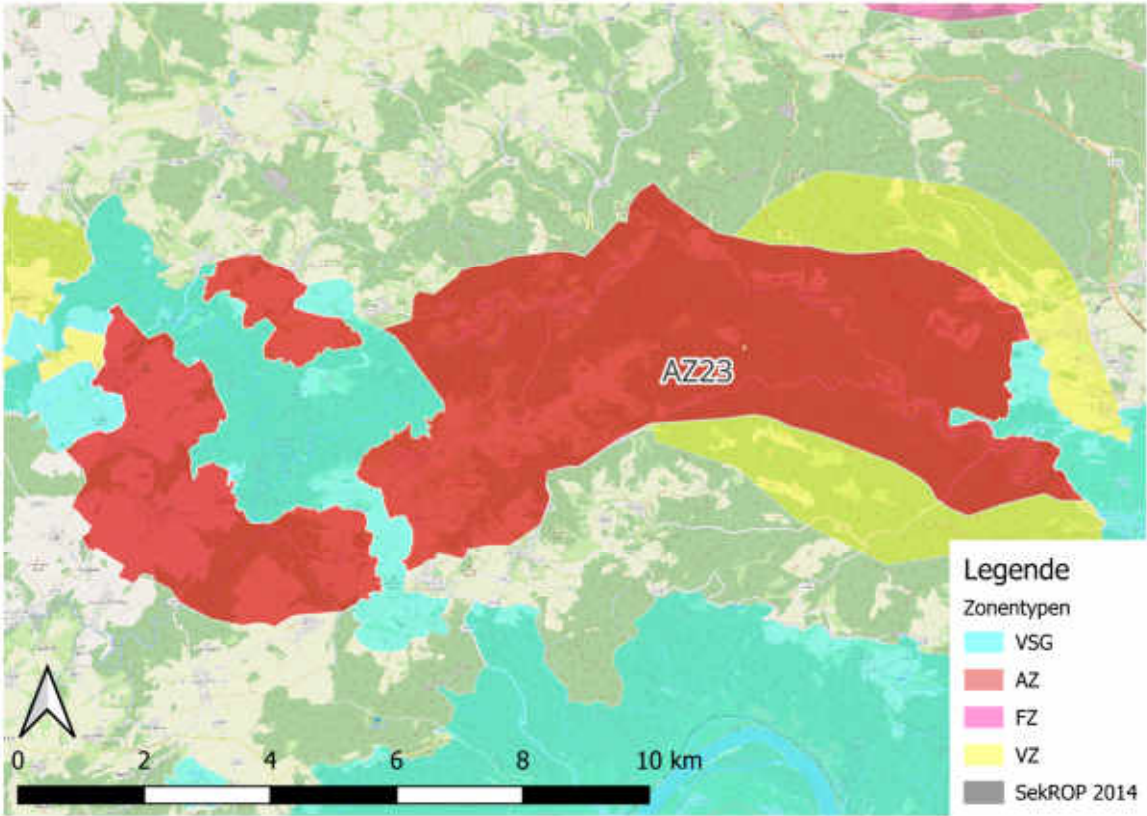 AZ23
Legende
Zonentypen
VSG
AZ
FZ
VZ
SekROP 2014
0 2 4 6 8 10 km